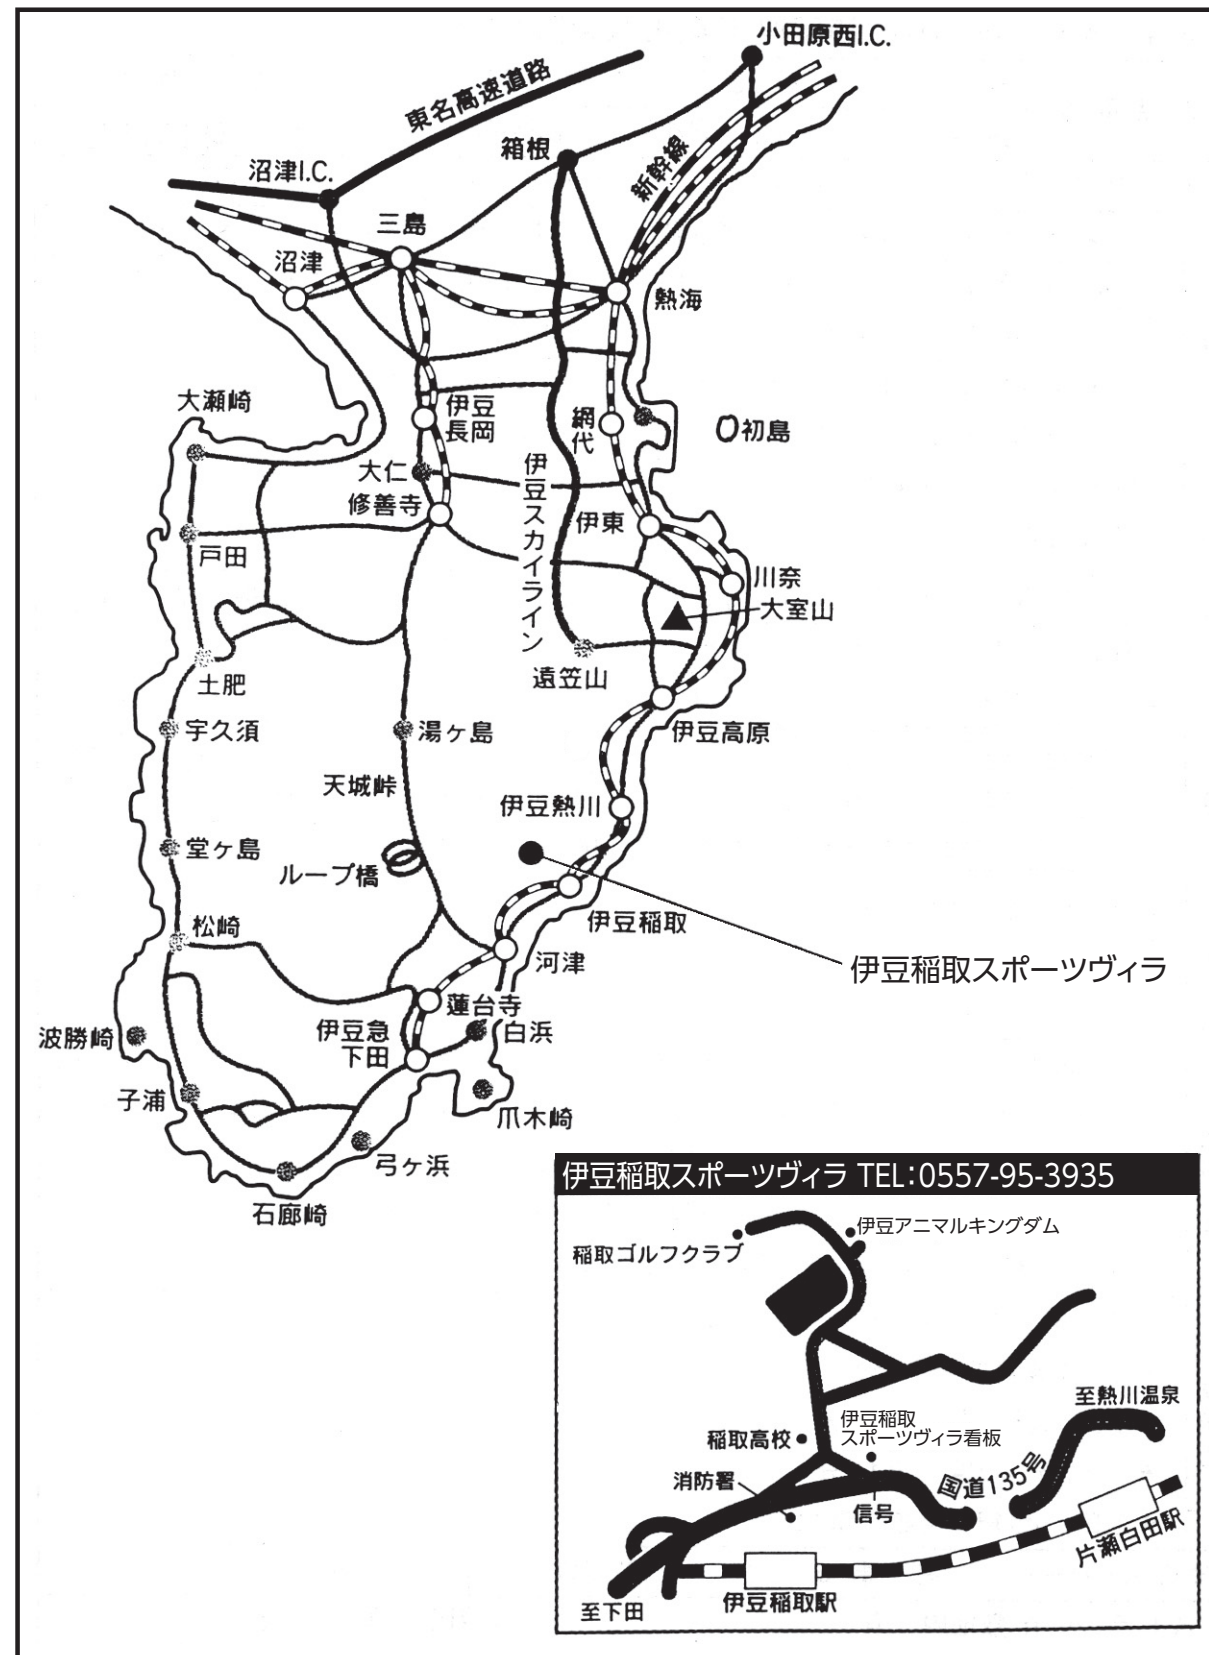 小田原西I.C.
東名高速道路
箱根
新幹線
沼津I.C.
三島
沼津
熱海
大瀬崎
伊豆
長岡
網代
初島
大仁
伊豆スカイライン
修善寺
伊東
戸田
川奈
大室山
土肥
遠笠山
宇久須
湯ヶ島
伊豆高原
天城峠
伊豆熱川
堂ヶ島
ループ橋
伊豆稲取
松崎
河津
伊豆稲取スポーツヴィラ
蓮台寺
波勝崎
伊豆急
下田
白浜
子浦
爪木崎
弓ヶ浜
石廊崎
伊豆稲取スポーツヴィラ TEL:0557-95-3935
伊豆アニマルキングダム
稲取ゴルフクラブ
至熱川温泉
伊豆稲取
スポーツヴィラ看板
稲取高校
国道135号
消防署
信号
片瀬白田駅
伊豆稲取駅
至下田